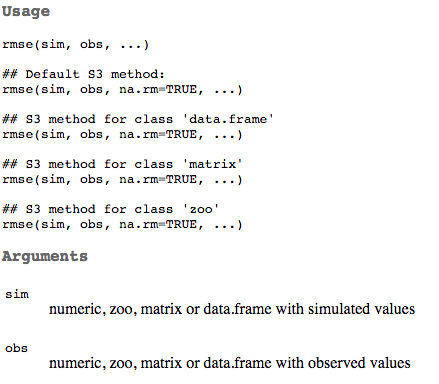 Usage
rmse(sim, obs, ...)
## Default S3 method:
rmse(sim, obs, na.rm=TRUE, ...)
## S3 method for class 'data.frame'
rmse(sim, obs, na.rm=TRUE, ...)
## S3 method for class 'matrix'
rmse(sim, obs, na.rm=TRUE, ...)
## S3 method for class 'zoo'
rmse(sim, obs, na.rm=TRUE, ...)
Arguments
sim
numeric, zoo, matrix or data.frame with simulated values
obs
numeric, zoo, matrix or data.frame with observed values